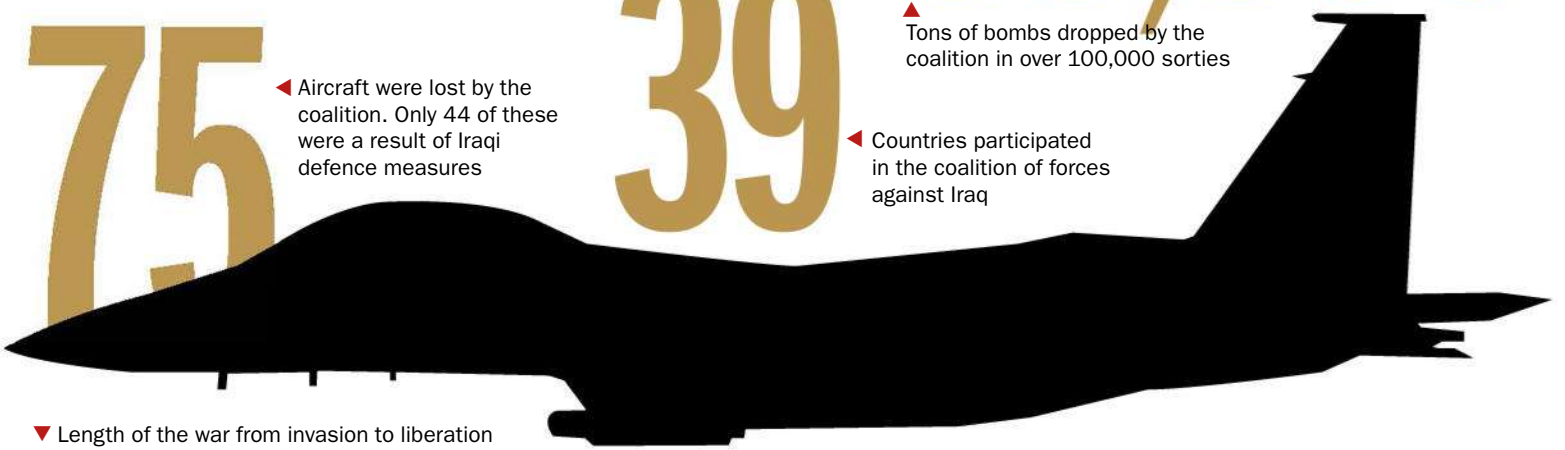 75
Aircraft were lost by the
coalition. Only 44 of these
were a result of Iraqi
defence measures
39
Tons of bombs dropped by the
coalition in over 100,000 sorties
Countries participated
in the coalition of forces
against Iraq
Length of the war from invasion to liberation